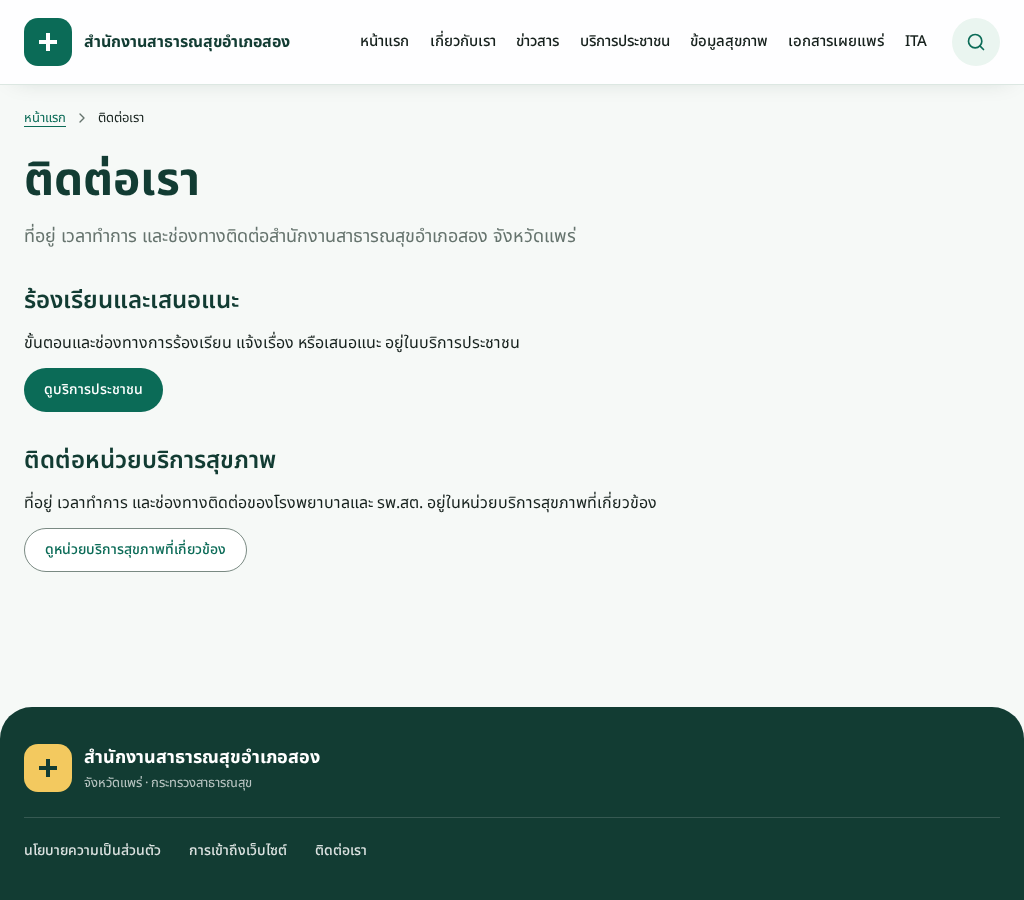 สำนักงานสาธารณสุขอำเภอสอง
หน้าแรก เกี่ยวกับเรา ข่าวสาร บริการประชาชน ข้อมูลสุขภาพ เอกสารเผยแพร่ ITA
หน้าแรก ติดต่อเรา
ติดต่อเรา
ที่อยู่ เวลาทำการ และช่องทางติดต่อสำนักงานสาธารณสุขอำเภอสอง จังหวัดแพร่
ร้องเรียนและเสนอแนะ
ขั้นตอนและช่องทางการร้องเรียน แจ้งเรื่อง หรือเสนอแนะ อยู่ในบริการประชาชน
ดูบริการประชาชน
ติดต่อหน่วยบริการสุขภาพ
ที่อยู่ เวลาทำการ และช่องทางติดต่อของโรงพยาบาลและ รพ.สต. อยู่ในหน่วยบริการสุขภาพที่เกี่ยวข้อง
ดูหน่วยบริการสุขภาพที่เกี่ยวข้อง
สำนักงานสาธารณสุขอำเภอสอง
จังหวัดแพร่ · กระทรวงสาธารณสุข
นโยบายความเป็นส่วนตัว การเข้าถึงเว็บไซต์ ติดต่อเรา